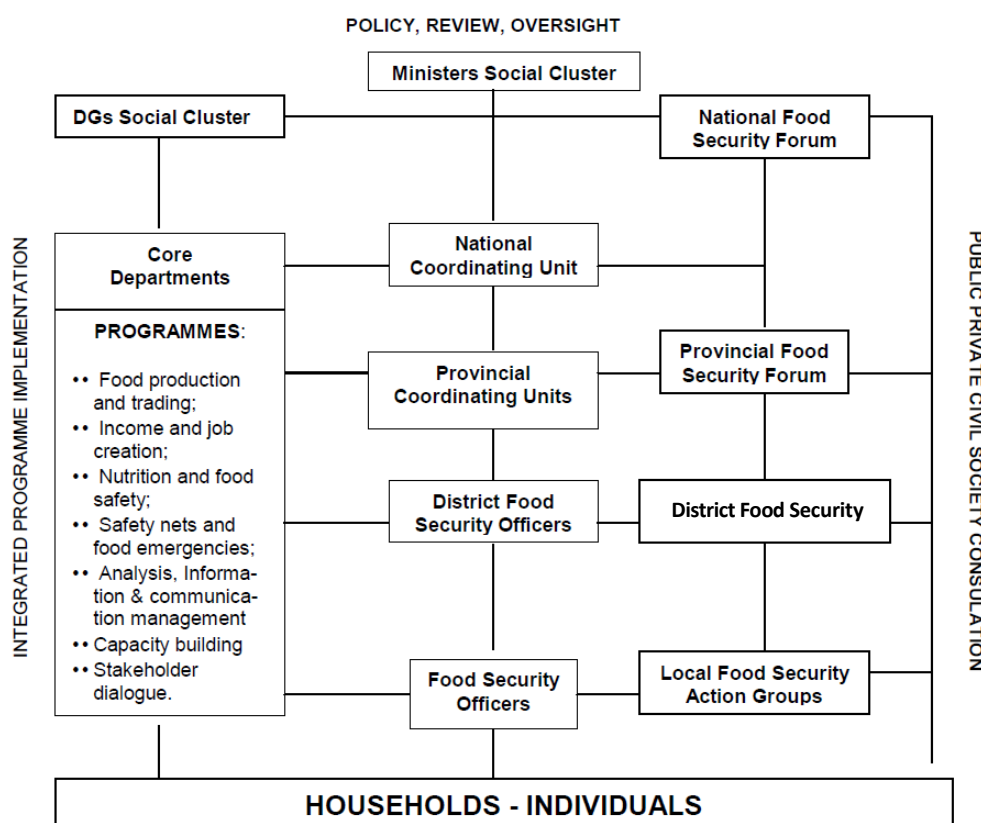 POLICY, REVIEW, OVERSIGHT
Ministers Social Cluster
DGs Social Cluster
National Food
Security Forum
INTEGRATED PROGRAMME IMPLEMENTATION
PUBLIC PRIVATE CIVIL SOCIETY CONSULATION
Core
Departments
National
Coordinating Unit
PROGRAMMES:
•• Food production
and trading;
•• Income and job
creation;
•• Nutrition and food
safety;
•• Safety nets and
food emergencies;
•• Analysis, Informa-
tion & communica-
tion management
•• Capacity building
•• Stakeholder
dialogue.
Provincial
Coordinating Units
Provincial Food
Security Forum
District Food
Security Officers
District Food Security
Food Security
Officers
Local Food Security
Action Groups
HOUSEHOLDS - INDIVIDUALS